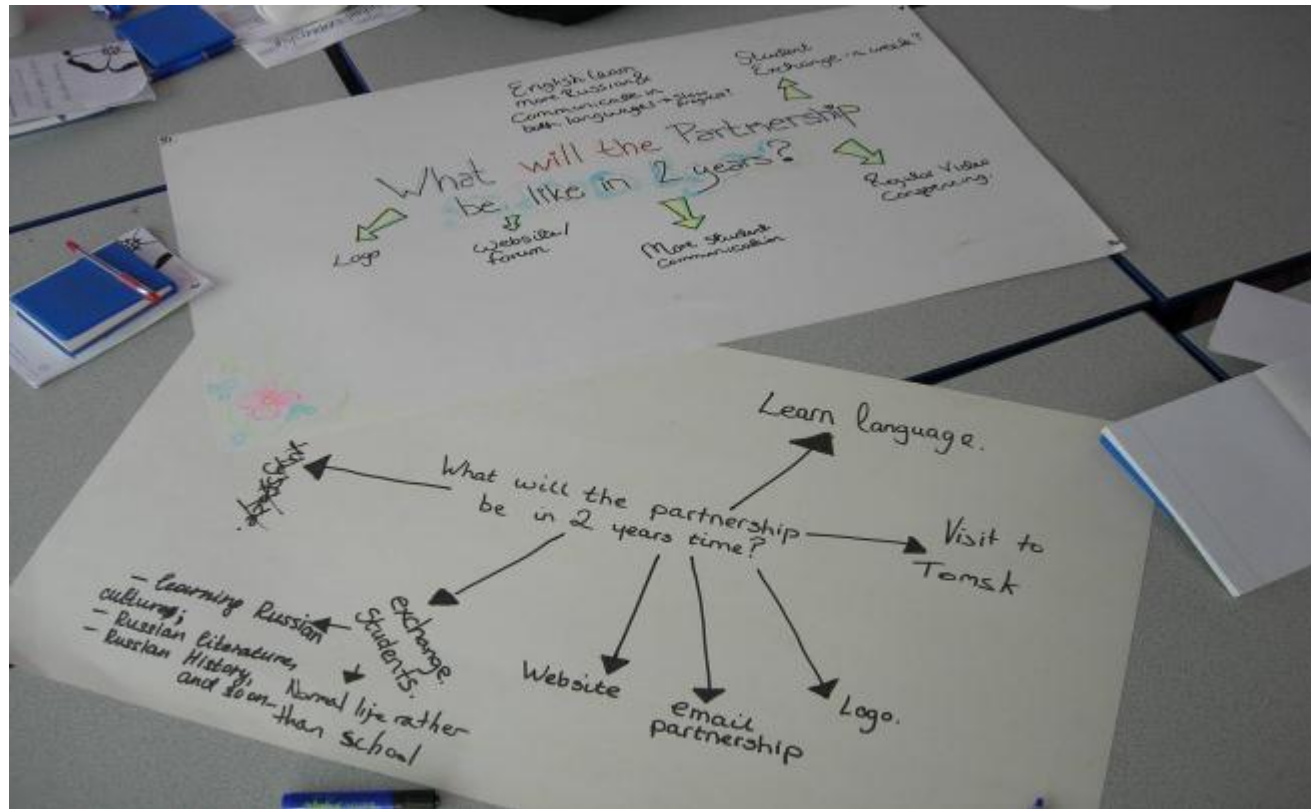 English learn
more Russian &
Communicate in
both languages → slow
Student
Exchange - a week?
What will the Partnership
be like in 2 years?
Logo
Website/
forum
More student
communication
Regular Video
Conferencing.
Learn language.
What will the partnership
be in 2 years time?
Visit to
Tomsk
exchange
students.
- learning Russian
culture;
- Russian literature,
- Russian History,
and so on
Normal life rather
than school
Website
email
partnership
Logo.